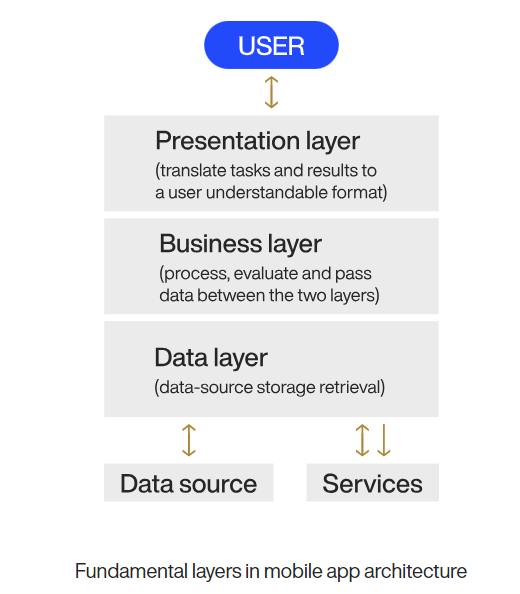 USER
Presentation layer
(translate tasks and results to
a user understandable format)
Business layer
(process, evaluate and pass
data between the two layers)
Data layer
(data-source storage retrieval)
Data source
Services
Fundamental layers in mobile app architecture